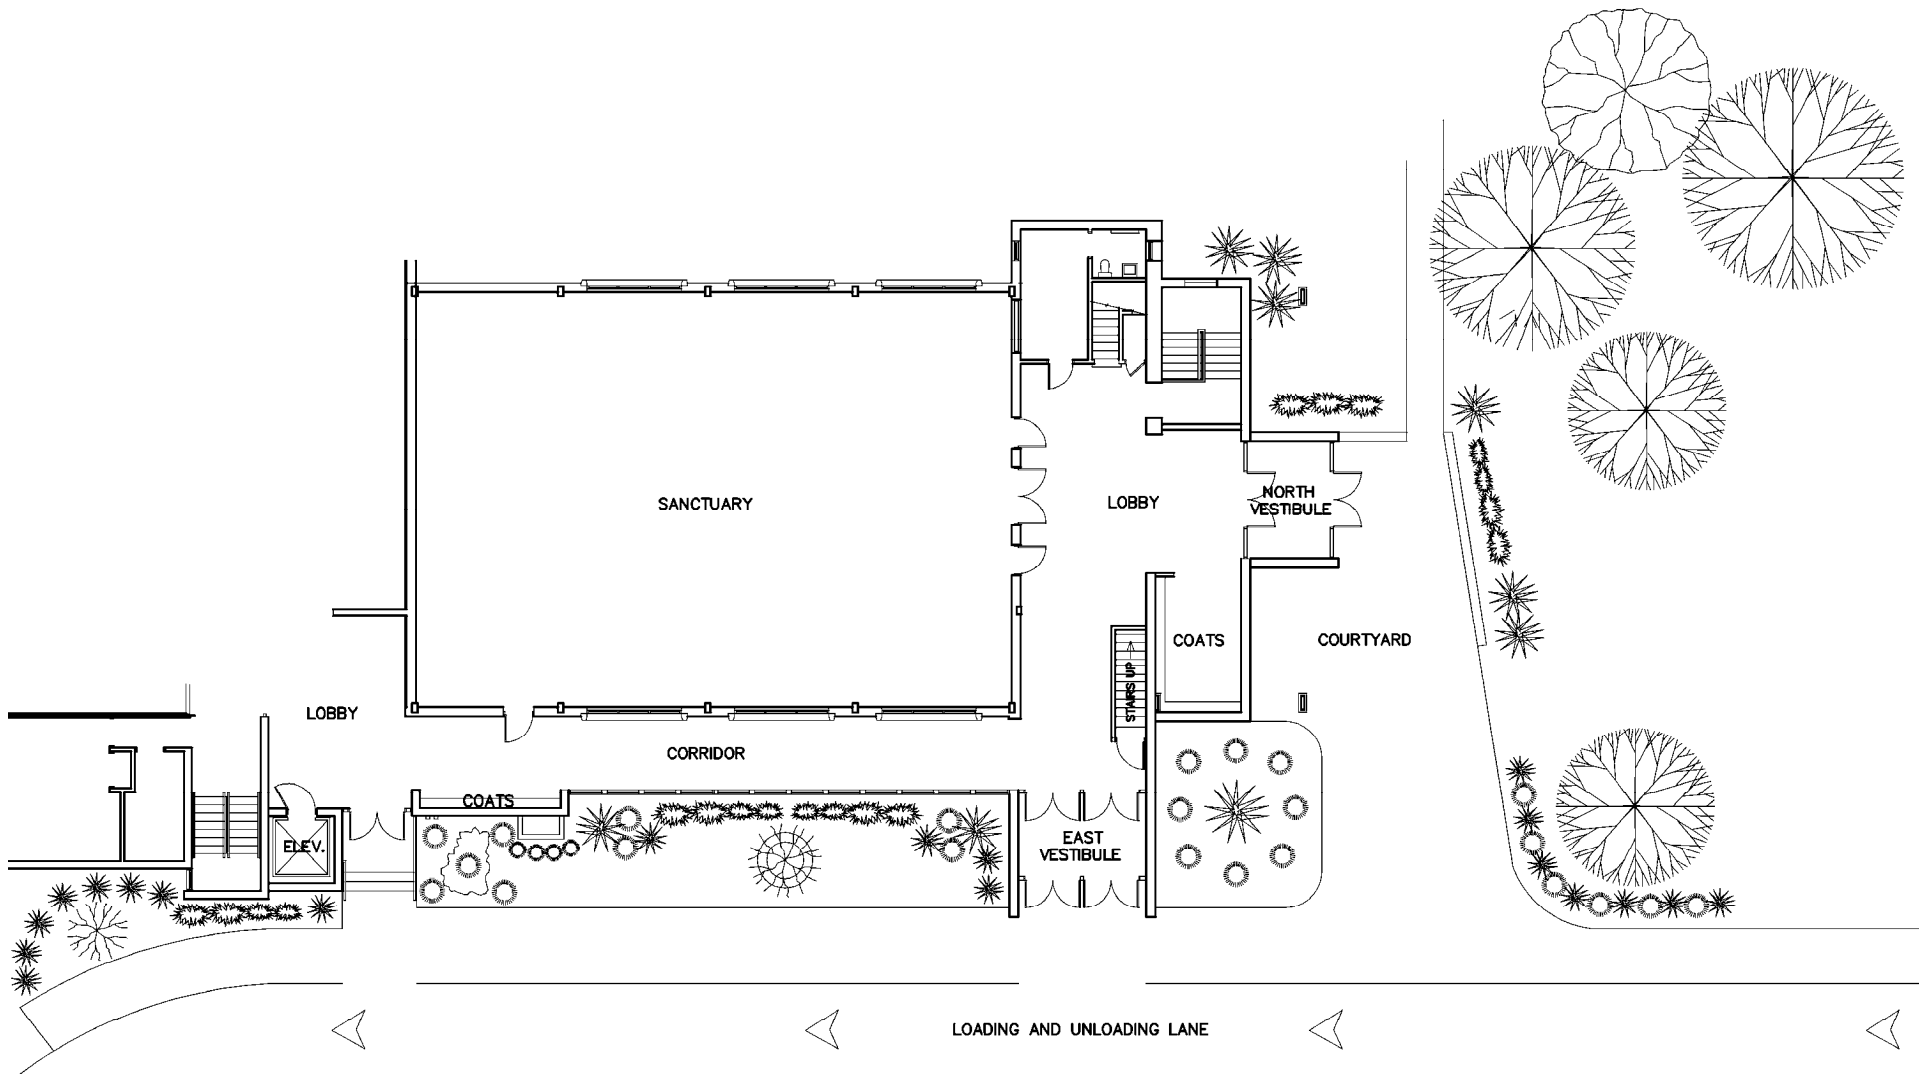 SANCTUARY
LOBBY
NORTH
VESTIBULE
COATS
COURTYARD
STAIRS UP
LOBBY
CORRIDOR
COATS
ELEV.
EAST
VESTIBULE
LOADING AND UNLOADING LANE